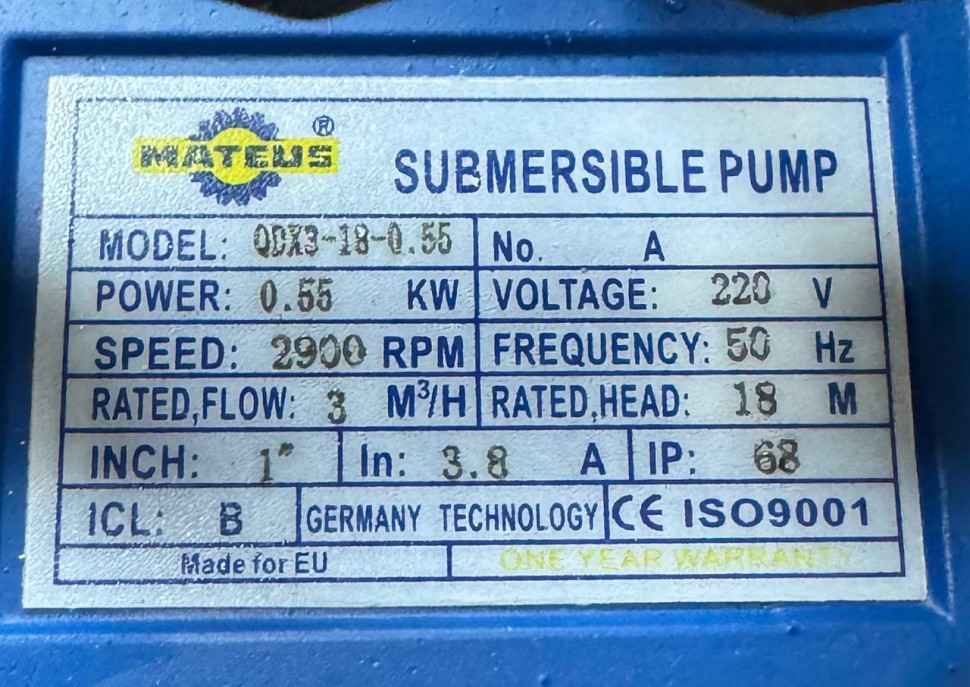 MATEUS ®
SUBMERSIBLE PUMP
MODEL: QDX3-18-0.55 No. A
POWER: 0.55 KW VOLTAGE: 220 V
SPEED: 2900 RPM FREQUENCY: 50 Hz
RATED,FLOW: 3 M³/H RATED,HEAD: 18 M
INCH: 1" In: 3.8 A IP: 68
ICL: B GERMANY TECHNOLOGY CE ISO9001
Made for EU ONE YEAR WARRANTY